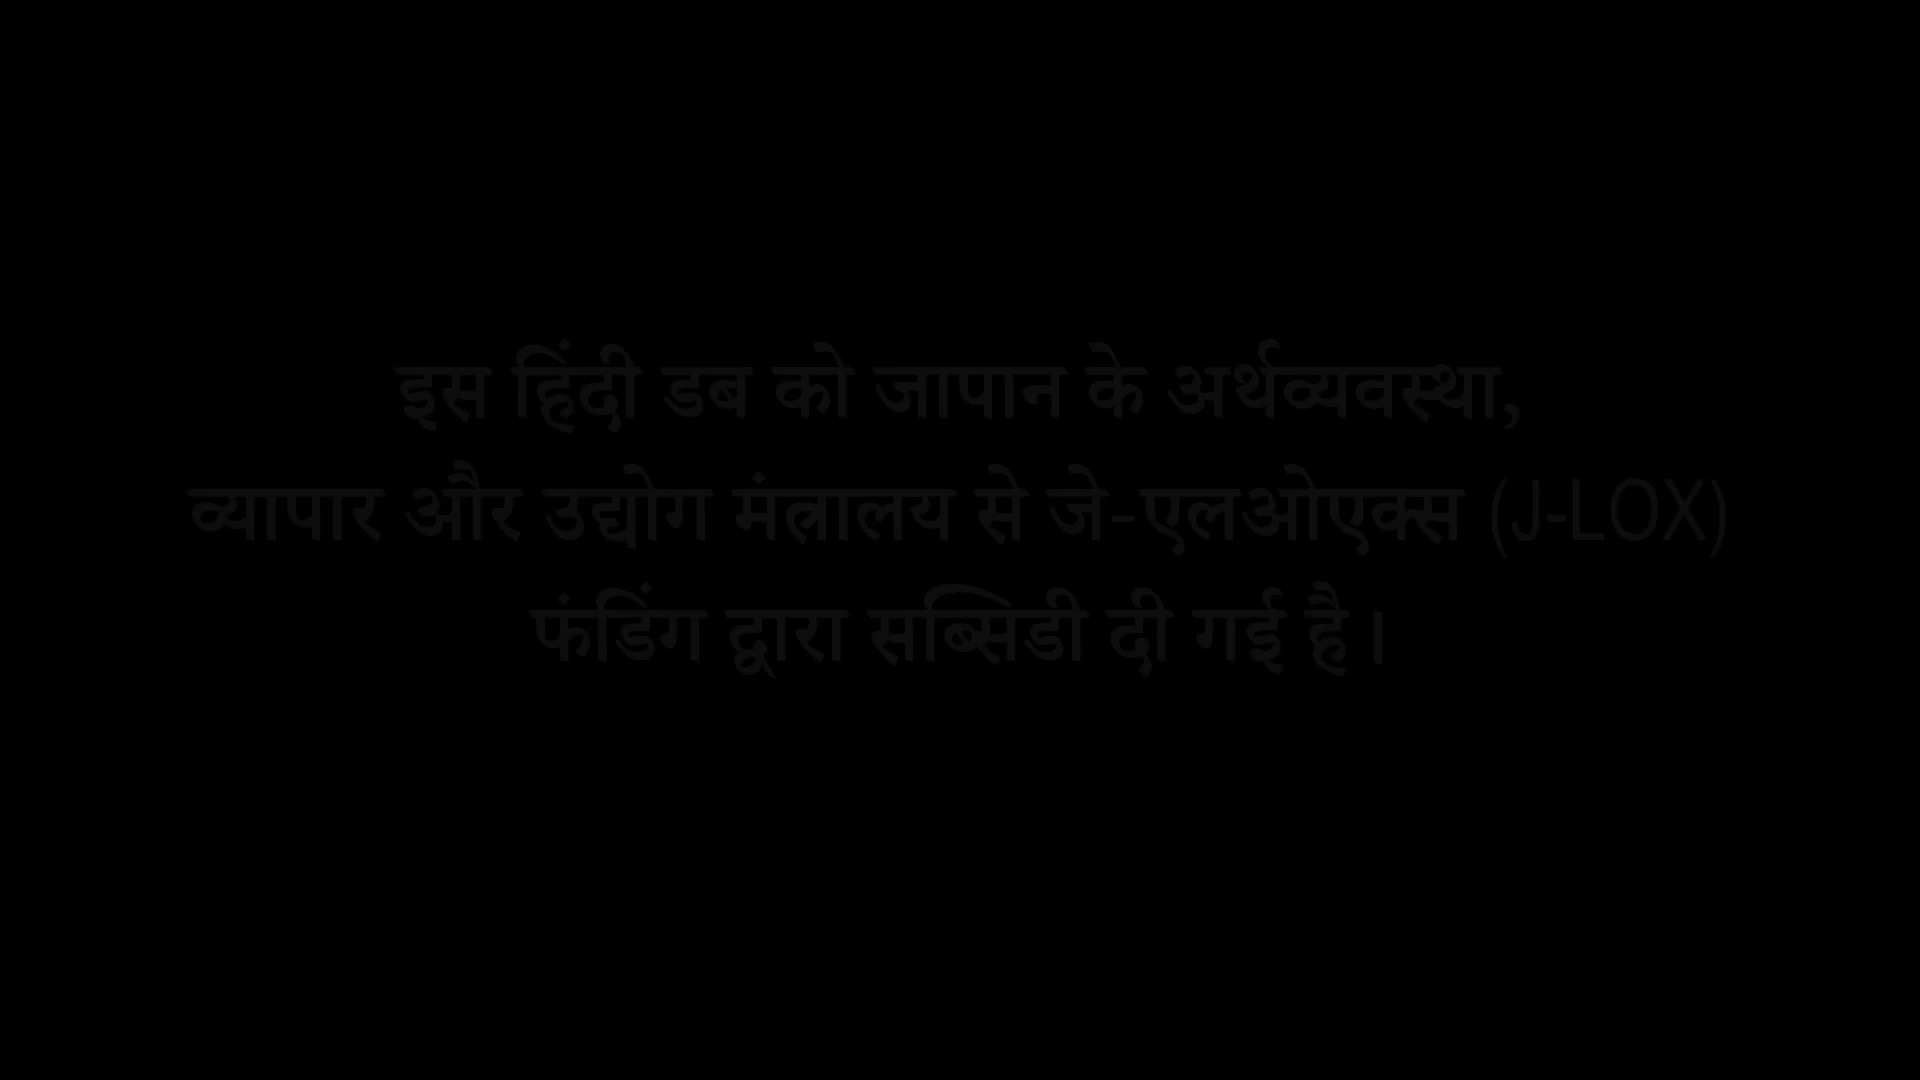 इस हिंदी डब को जापान के अर्थव्यवस्था,
व्यापार और उद्योग मंत्रालय से जे-एलओएक्स (J-LOX)
फंडिंग द्वारा सब्सिडी दी गई है।